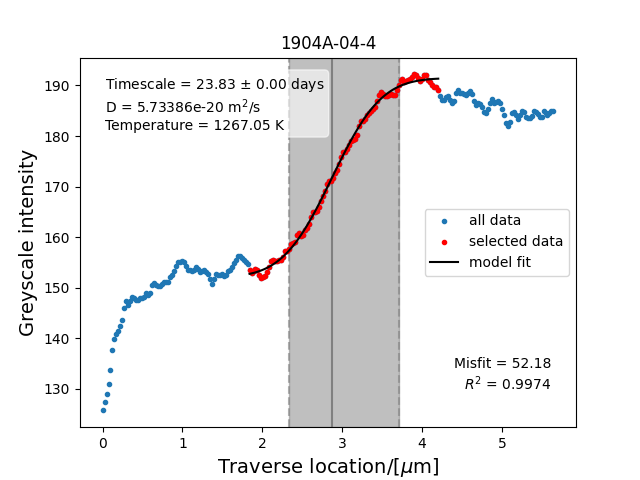 1904A-04-4
Timescale = 23.83 ± 0.00 days
D = 5.73386e-20 m²/s
Temperature = 1267.05 K
Greyscale intensity
190
180
170
160
150
140
130
all data
selected data
model fit
Misfit = 52.18
R² = 0.9974
0 1 2 3 4 5
Traverse location/[μm]